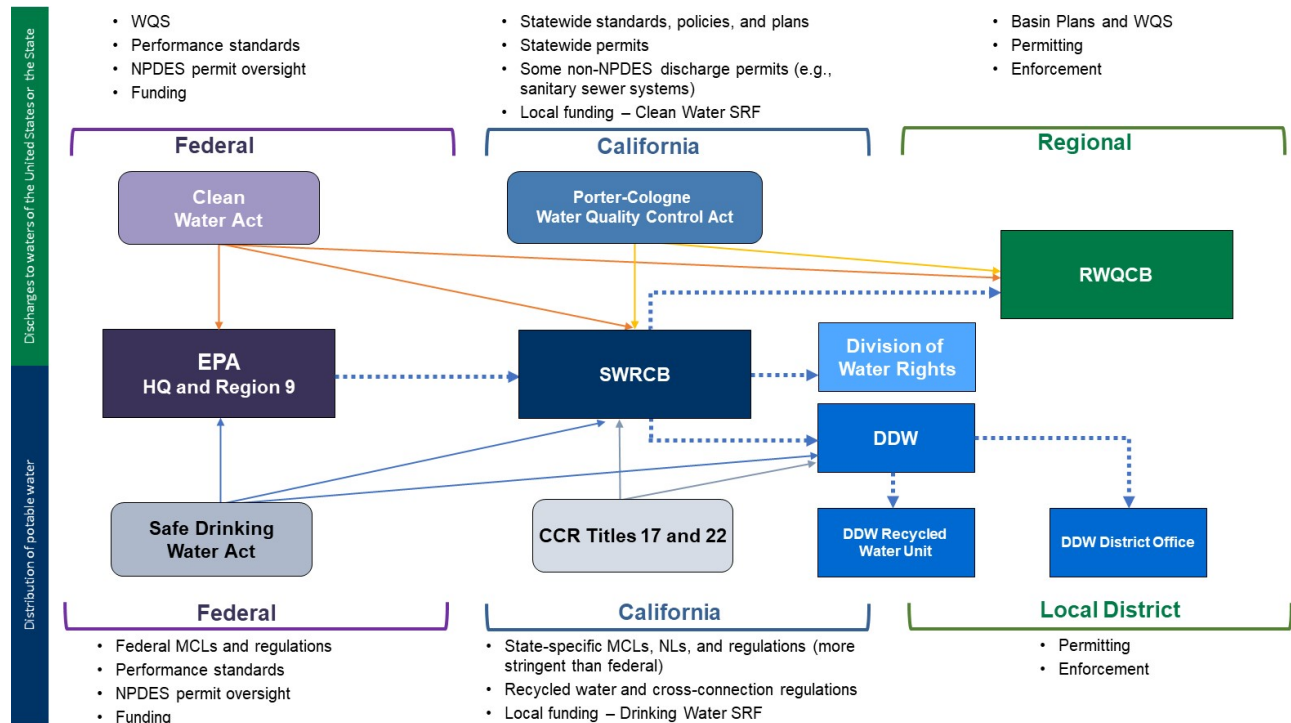 Discharges to waters of the United States or the State
• WQS
• Performance standards
• NPDES permit oversight
• Funding
• Statewide standards, policies, and plans
• Statewide permits
• Some non-NPDES discharge permits (e.g.,
sanitary sewer systems)
• Local funding – Clean Water SRF
• Basin Plans and WQS
• Permitting
• Enforcement
Federal
California
Regional
Clean
Water Act
Porter-Cologne
Water Quality Control Act
RWQCB
EPA
HQ and Region 9
SWRCB
Division of
Water Rights
DDW
Distribution of potable water
Safe Drinking
Water Act
CCR Titles 17 and 22
DDW Recycled
Water Unit
DDW District Office
Federal
California
Local District
• Federal MCLs and regulations
• Performance standards
• NPDES permit oversight
• Funding
• State-specific MCLs, NLs, and regulations (more
stringent than federal)
• Recycled water and cross-connection regulations
• Local funding – Drinking Water SRF
• Permitting
• Enforcement